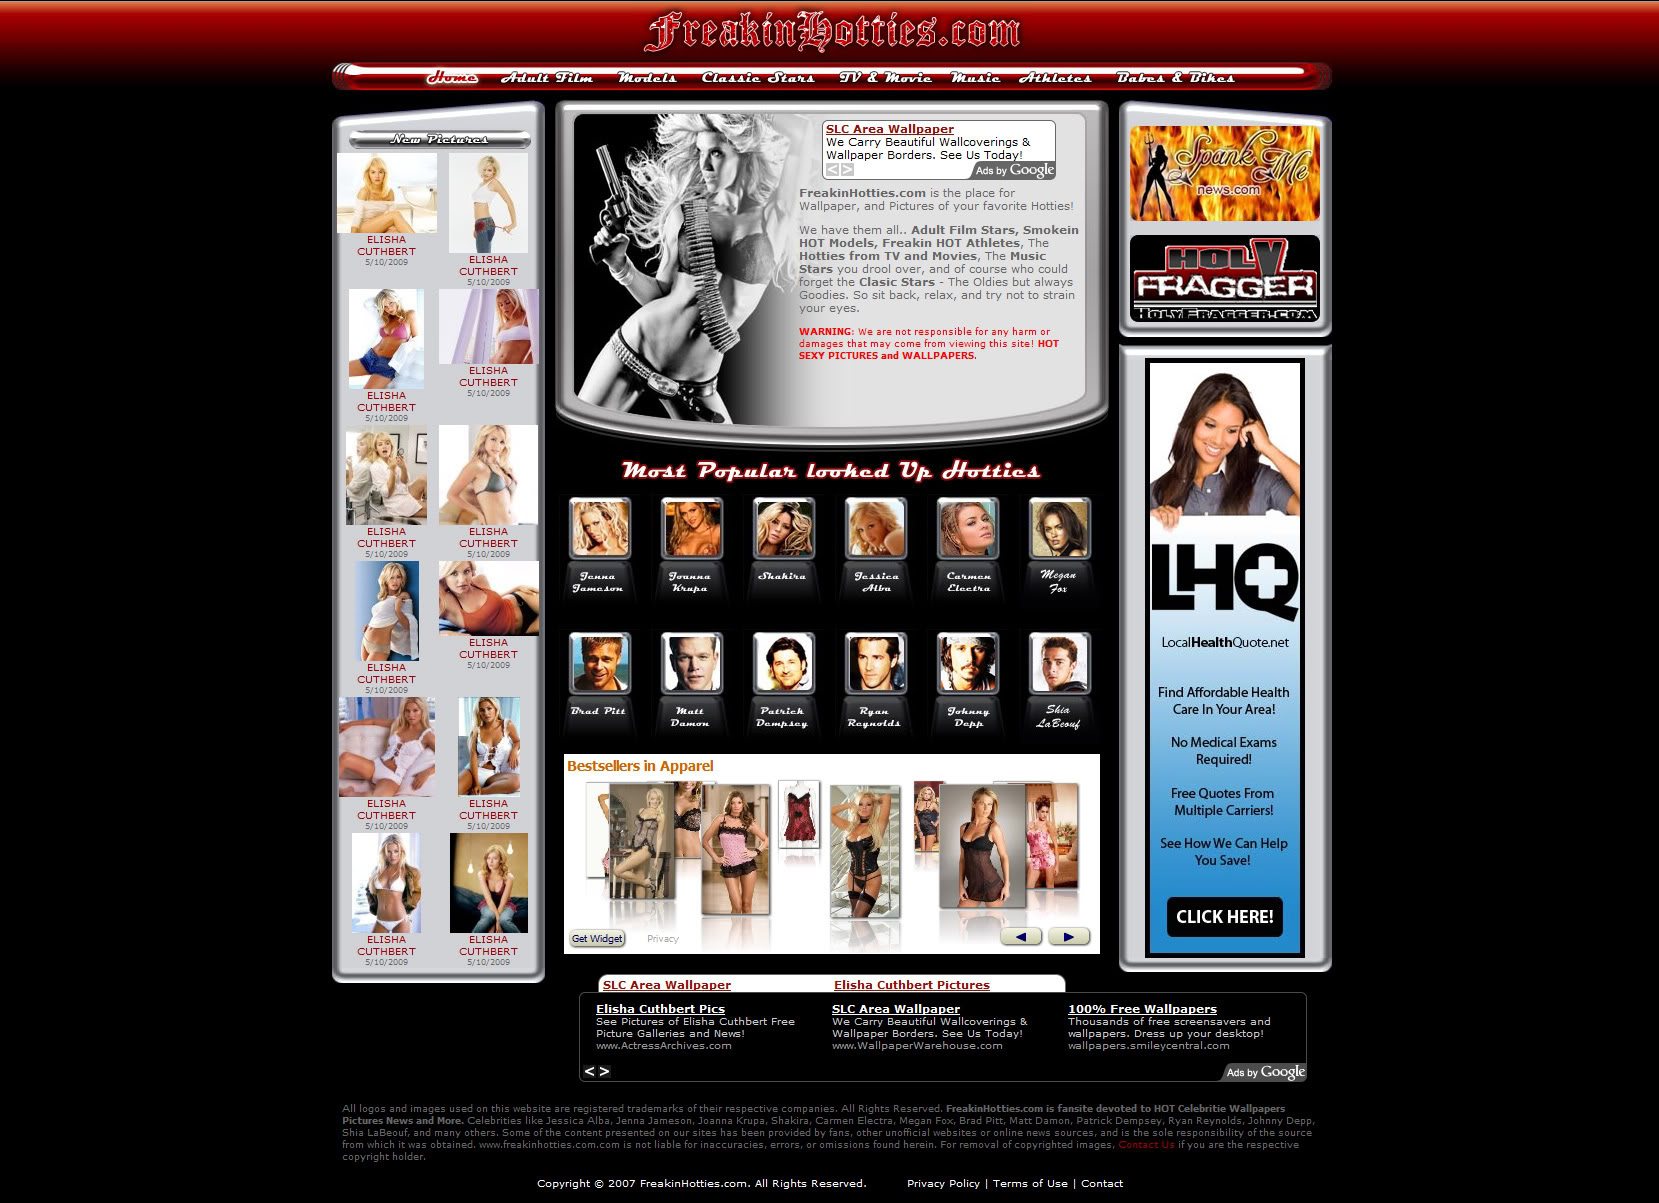 FreakinHotties.com
Home Adult Film Models Classic Stars TV & Movie Music Athletes Babes & Bikes
New Pictures
ELISHA
CUTHBERT
5/10/2009
ELISHA
CUTHBERT
5/10/2009
ELISHA
CUTHBERT
5/10/2009
ELISHA
CUTHBERT
5/10/2009
ELISHA
CUTHBERT
5/10/2009
ELISHA
CUTHBERT
5/10/2009
ELISHA
CUTHBERT
5/10/2009
ELISHA
CUTHBERT
5/10/2009
ELISHA
CUTHBERT
5/10/2009
ELISHA
CUTHBERT
5/10/2009
ELISHA
CUTHBERT
5/10/2009
ELISHA
CUTHBERT
5/10/2009
SLC Area Wallpaper
We Carry Beautiful Wallcoverings &
Wallpaper Borders. See Us Today!
< >
Ads by Google
FreakinHotties.com is the place for
Wallpaper, and Pictures of your favorite Hotties!
We have them all.. Adult Film Stars, Smokein
HOT Models, Freakin HOT Athletes, The
Hotties from TV and Movies, The Music
Stars you drool over, and of course who could
forget the Clasic Stars - The Oldies but always
Goodies. So sit back, relax, and try not to strain
your eyes.
WARNING: We are not responsible for any harm or
damages that may come from viewing this site! HOT
SEXY PICTURES and WALLPAPERS.
Most Popular looked Up Hotties
Jenna
Jameson
Joanna
Krupa
Shakira
Jessica
Alba
Carmen
Electra
Megan
Fox
Brad Pitt
Matt
Damon
Patrick
Dempsey
Ryan
Reynolds
Johnny
Depp
Shia
LaBeouf
Bestsellers in Apparel
Get Widget
Privacy
Spank Me
news.com
HOLY
FRAGGER
HOLYFRAGGER.COM
LHQ
LocalHealthQuote.net
Find Affordable Health
Care In Your Area!
No Medical Exams
Required!
Free Quotes From
Multiple Carriers!
See How We Can Help
You Save!
CLICK HERE!
SLC Area Wallpaper
Elisha Cuthbert Pictures
Elisha Cuthbert Pics
See Pictures of Elisha Cuthbert Free
Picture Galleries and News!
www.ActressArchives.com
SLC Area Wallpaper
We Carry Beautiful Wallcoverings &
Wallpaper Borders. See Us Today!
www.WallpaperWarehouse.com
100% Free Wallpapers
Thousands of free screensavers and
wallpapers. Dress up your desktop!
wallpapers.smileycentral.com
< >
Ads by Google
All logos and images used on this website are registered trademarks of their respective companies. All Rights Reserved. FreakinHotties.com is fansite devoted to HOT Celebritie Wallpapers
Pictures News and More. Celebrities like Jessica Alba, Jenna Jameson, Joanna Krupa, Shakira, Carmen Electra, Megan Fox, Brad Pitt, Matt Damon, Patrick Dempsey, Ryan Reynolds, Johnny Depp,
Shia LaBeouf, and many others. Some of the content presented on our sites has been provided by fans, other unofficial websites or online news sources, and is the sole responsibility of the source
from which it was obtained. www.freakinhotties.com.com is not liable for inaccuracies, errors, or omissions found herein. For removal of copyrighted images, Contact Us if you are the respective
copyright holder.
Copyright © 2007 FreakinHotties.com. All Rights Reserved. Privacy Policy | Terms of Use | Contact